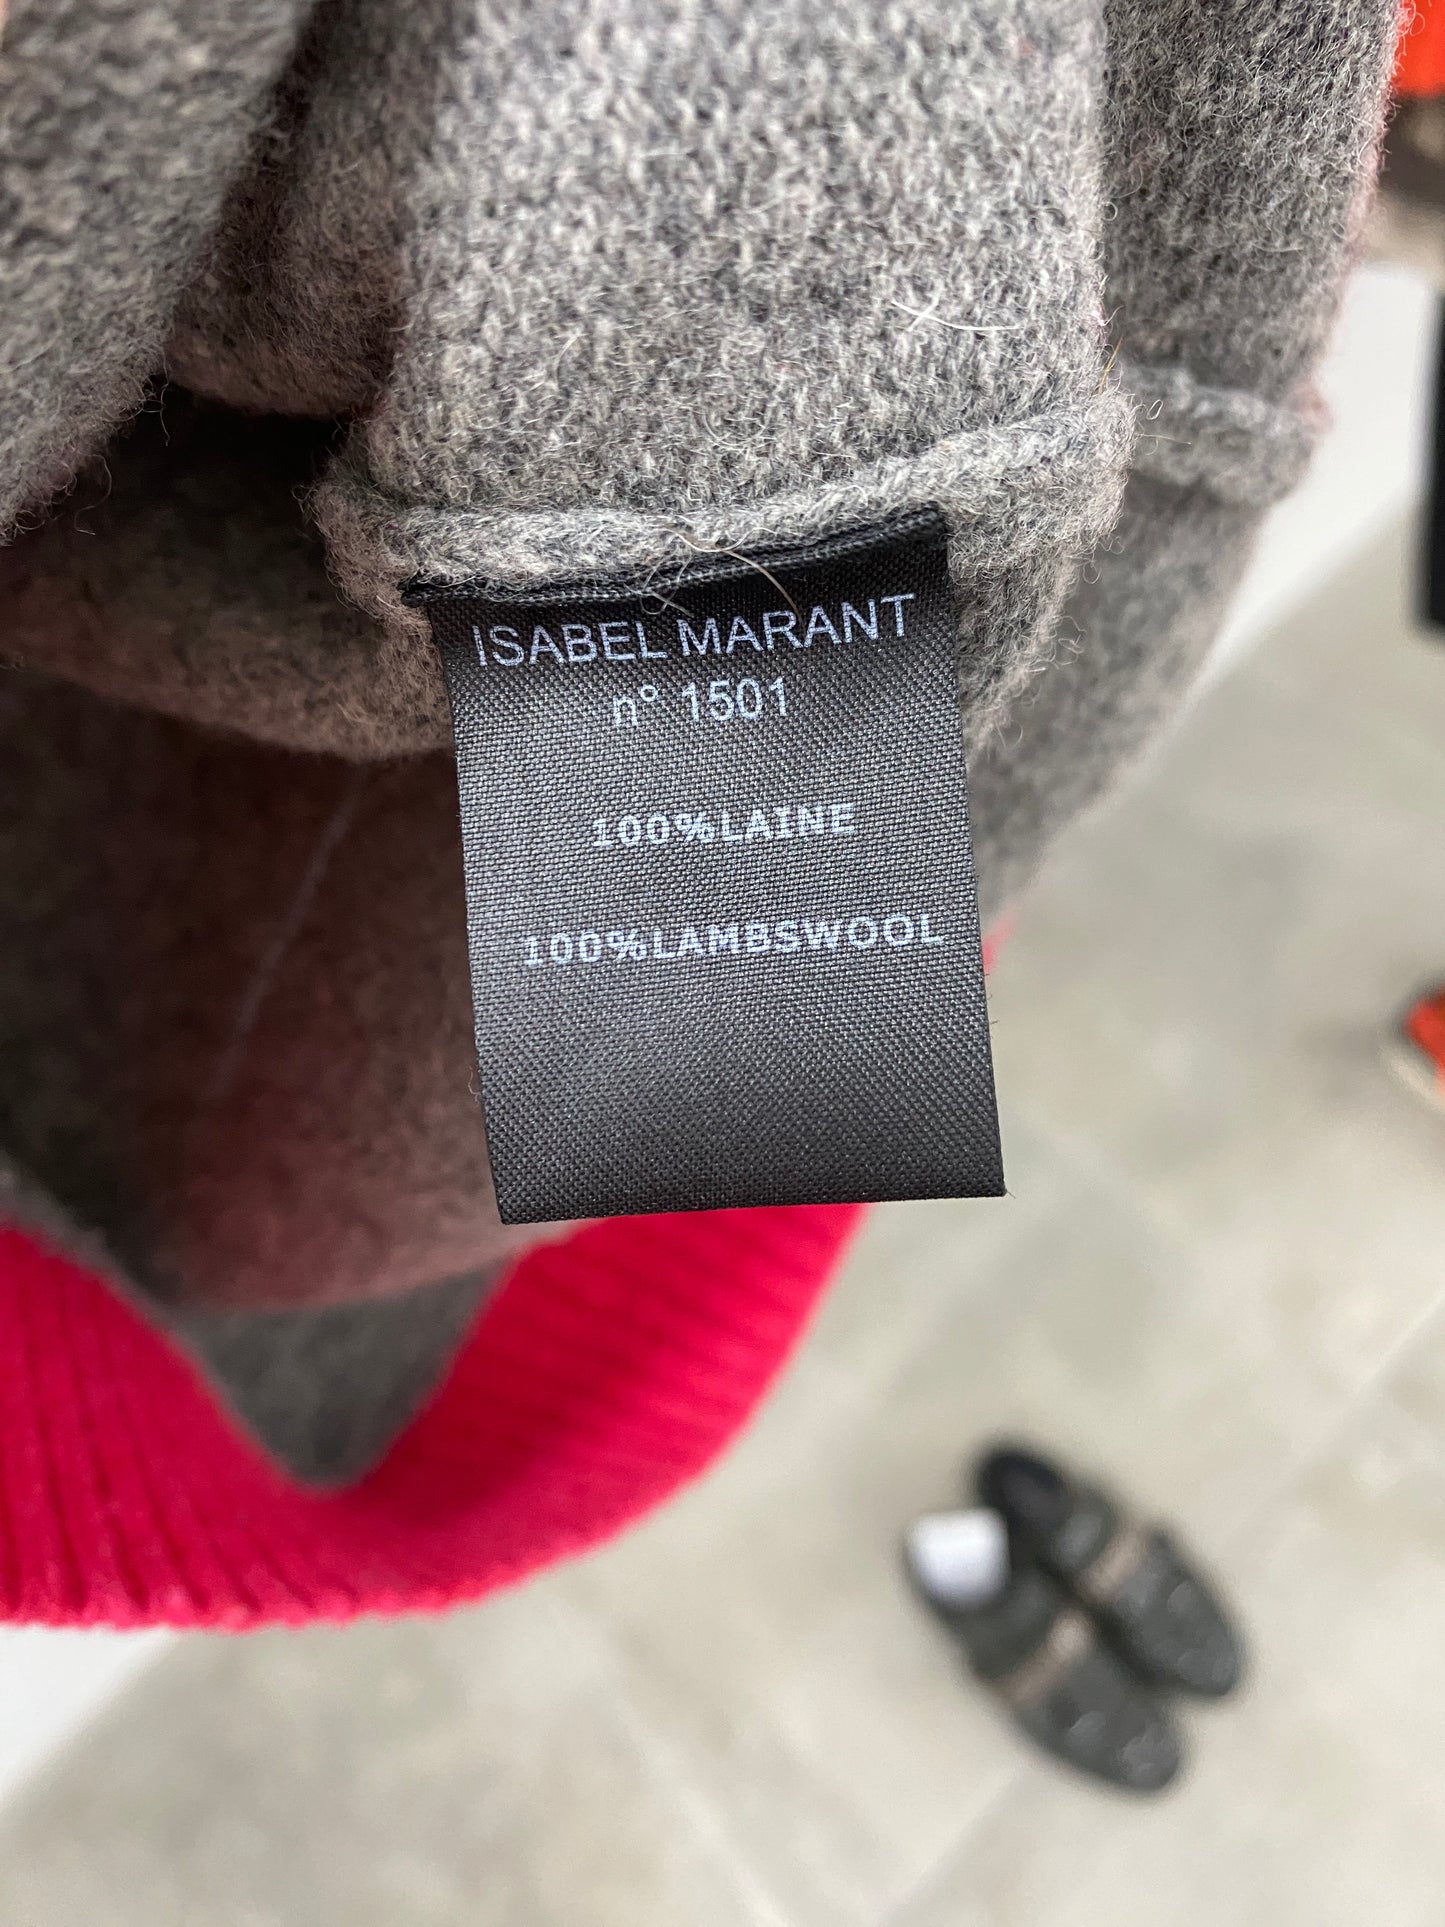 ISABEL MARANT
n° 1501
100%LAINE
100%LAMBSWOOL